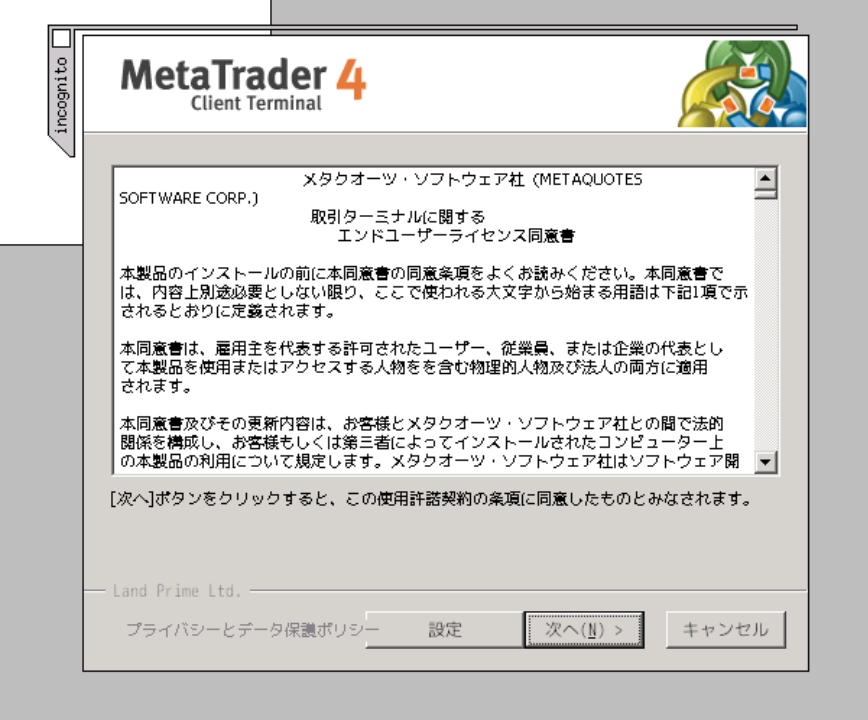 incognito
MetaTrader 4
Client Terminal
メタクオーツ・ソフトウェア社 (METAQUOTES
SOFTWARE CORP.)
取引ターミナルに関する
エンドユーザーライセンス同意書
本製品のインストールの前に本同意書の同意条項をよくお読みください。本同意書で
は、内容上別途必要としない限り、ここで使われる大文字から始まる用語は下記1項で示
されるとおりに定義されます。
本同意書は、雇用主を代表する許可されたユーザー、従業員、または企業の代表とし
て本製品を使用またはアクセスする人物をを含む物理的人物及び法人の両方に適用
されます。
本同意書及びその更新内容は、お客様とメタクオーツ・ソフトウェア社との間で法的
関係を構成し、お客様もしくは第三者によってインストールされたコンピューター上
の本製品の利用について規定します。メタクオーツ・ソフトウェア社はソフトウェア開
[次へ]ボタンをクリックすると、この使用許諾契約の条項に同意したものとみなされます。
Land Prime Ltd.
プライバシーとデータ保護ポリシー
設定
次へ(N) >
キャンセル